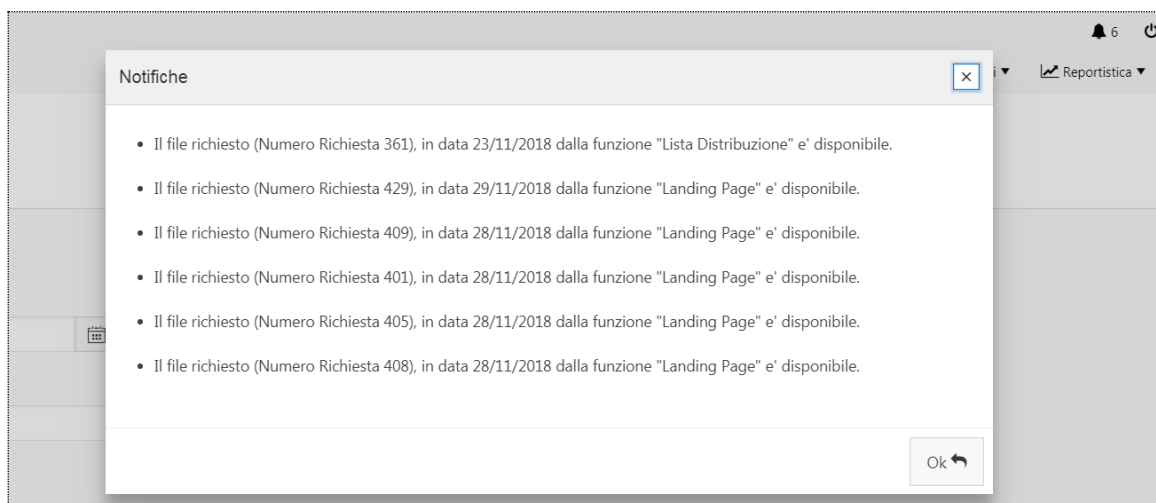 6
Notifiche
i
Reportistica
Il file richiesto (Numero Richiesta 361), in data 23/11/2018 dalla funzione "Lista Distribuzione" e' disponibile.
Il file richiesto (Numero Richiesta 429), in data 29/11/2018 dalla funzione "Landing Page" e' disponibile.
Il file richiesto (Numero Richiesta 409), in data 28/11/2018 dalla funzione "Landing Page" e' disponibile.
Il file richiesto (Numero Richiesta 401), in data 28/11/2018 dalla funzione "Landing Page" e' disponibile.
Il file richiesto (Numero Richiesta 405), in data 28/11/2018 dalla funzione "Landing Page" e' disponibile.
Il file richiesto (Numero Richiesta 408), in data 28/11/2018 dalla funzione "Landing Page" e' disponibile.
Ok